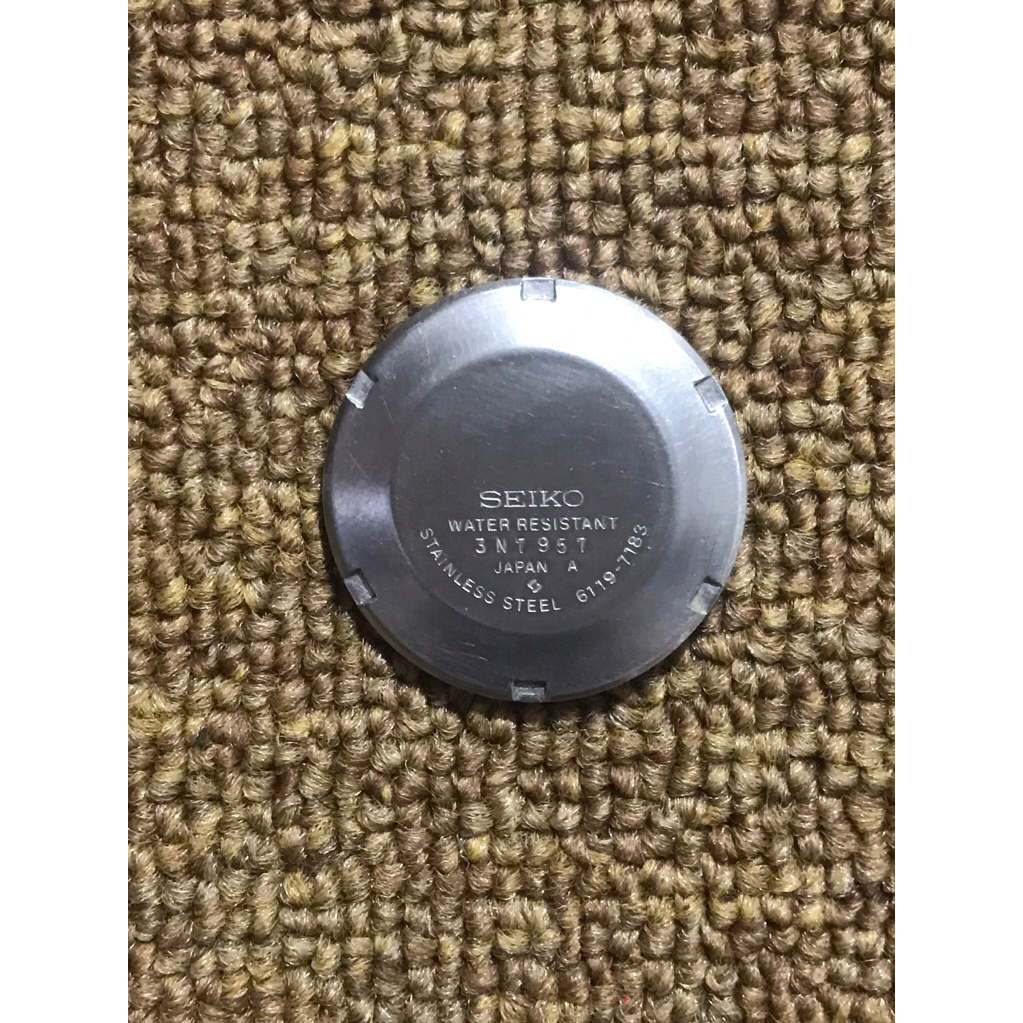 SEIKO
WATER RESISTANT
3N7957
JAPAN A
STAINLESS STEEL 6119-7183